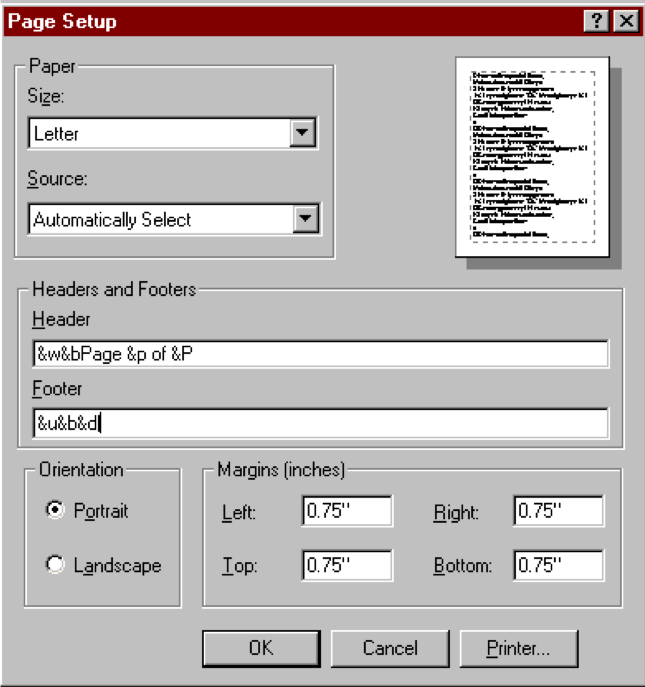 Page Setup
Paper
Size:
Letter
Source:
Automatically Select
Headers and Footers
Header
&w&bPage &p of &P
Footer
&u&b&d
Orientation
Portrait
Landscape
Margins (inches)
Left: 0.75" Right: 0.75"
Top: 0.75" Bottom: 0.75"
OK Cancel Printer...